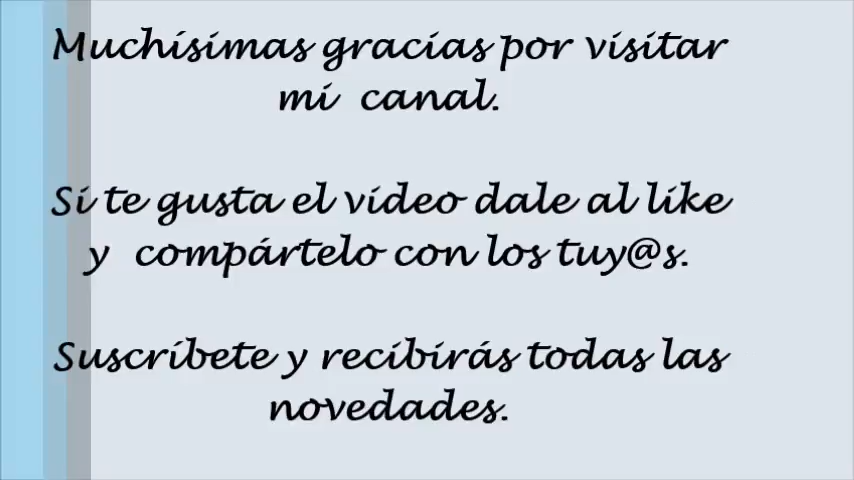 Muchísimas gracias por visitar
mi canal.
Si te gusta el video dale al like
y compártelo con los tuy@s.
Suscríbete y recibirás todas las
novedades.